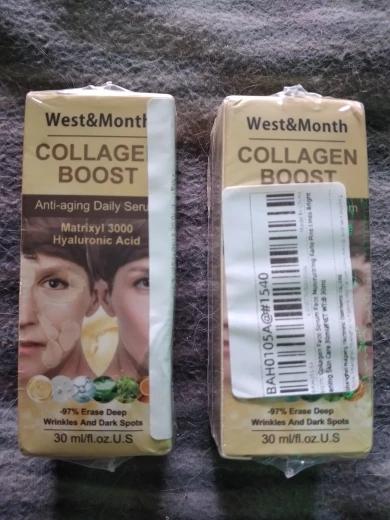 West&Month
COLLAGE
BOOST
Anti-aging Daily Seru
Matrixyl 3000
Hyaluronic Acid
-97% Erase Deep
Wrinkles And Dark Spots
30 ml/fl.oz.U.S
West&Month
COLLAGEN
BOOST
BAH0105A@#1540
-97% Erase Deep
Wrinkles And Dark Spots
30 ml/fl.oz.U.S